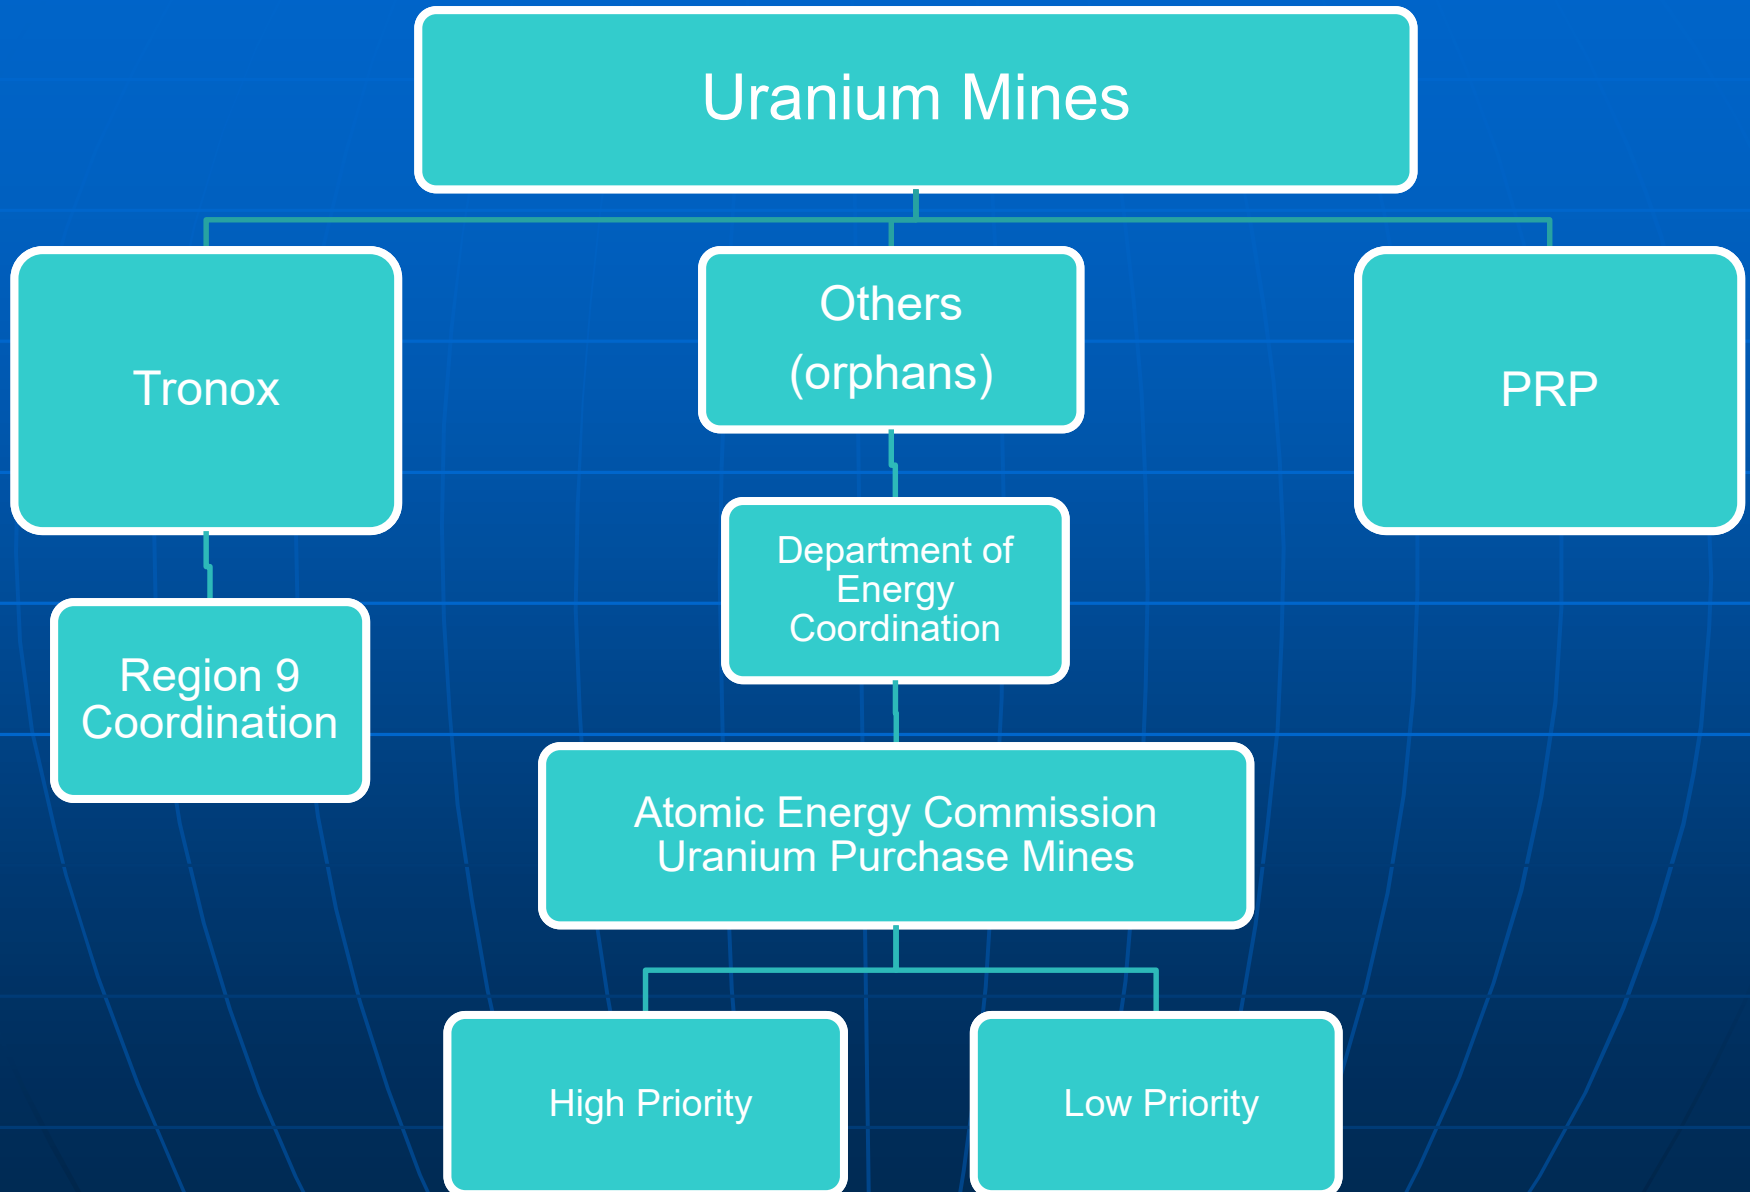 Uranium Mines
Tronox
Others
(orphans)
PRP
Region 9
Coordination
Department of
Energy
Coordination
Atomic Energy Commission
Uranium Purchase Mines
High Priority
Low Priority